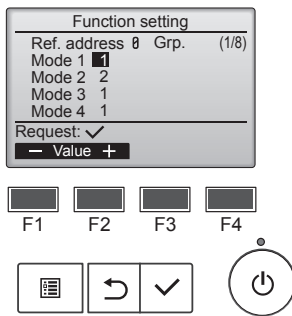 Function setting
Ref. address 0 Grp. (1/8)
Mode 1 1
Mode 2 2
Mode 3 1
Mode 4 1
Request: ✓
− Value +
F1 F2 F3 F4